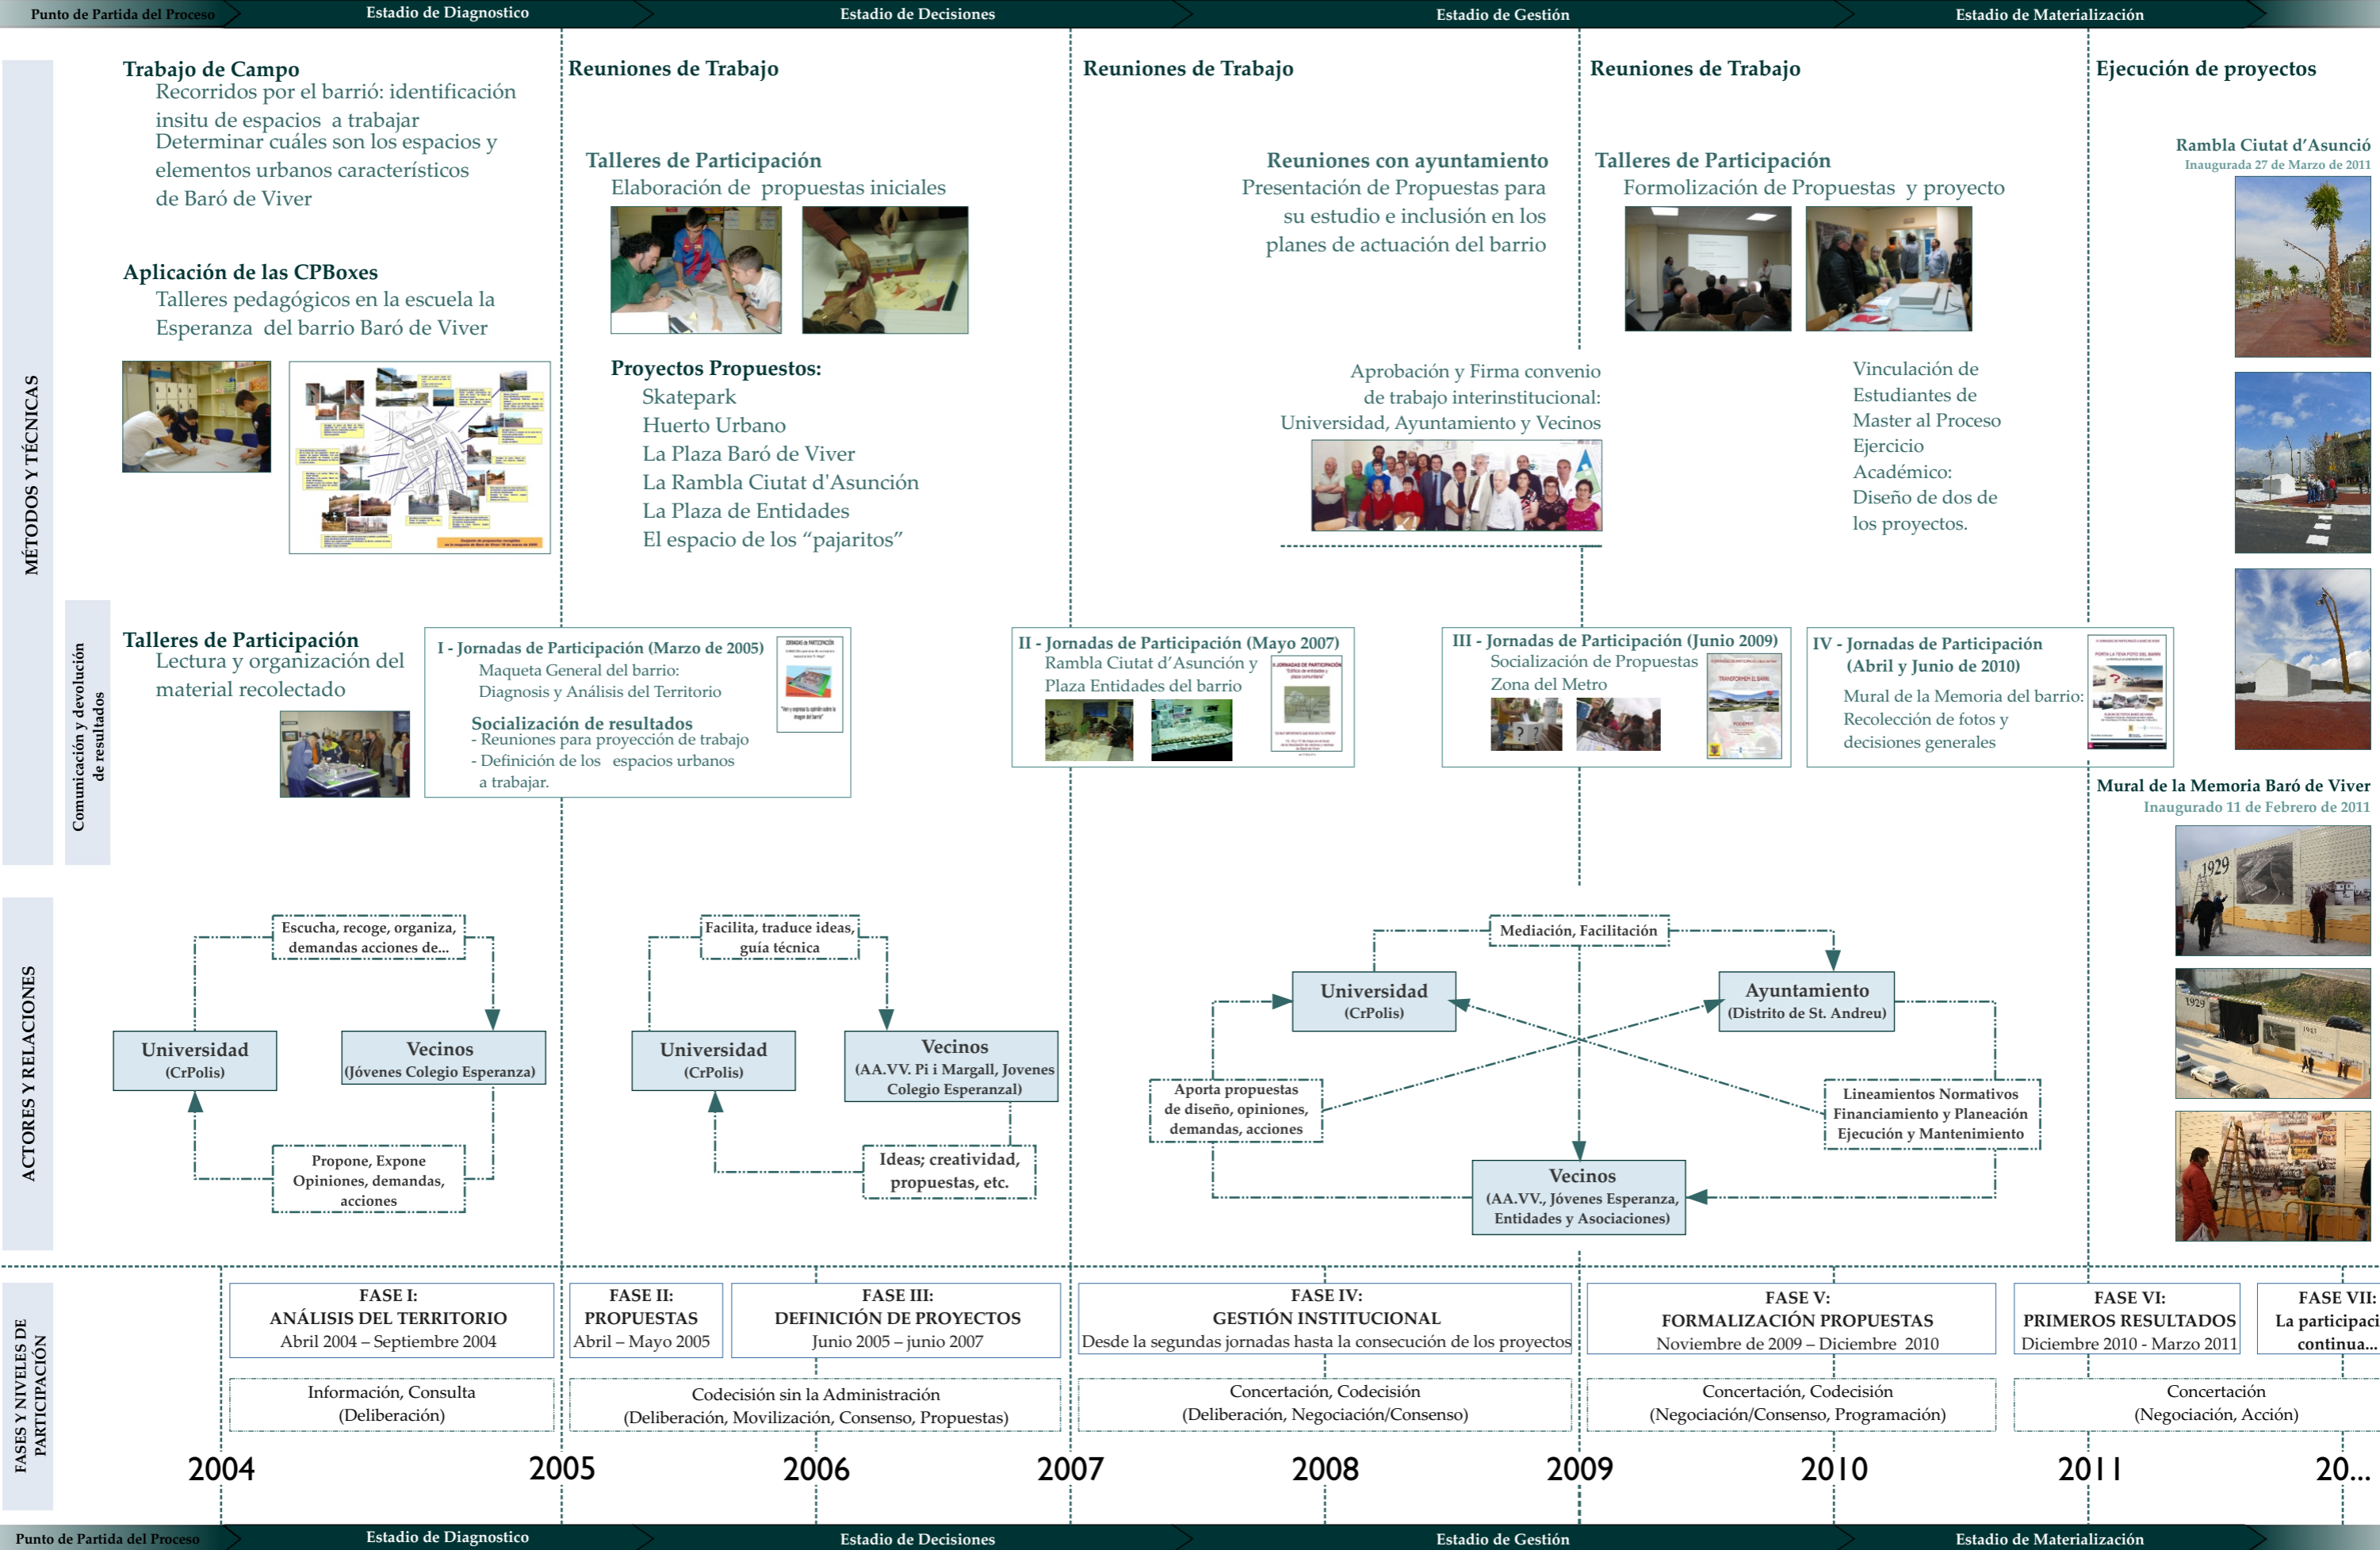 Punto de Partida del Proceso
Estadio de Diagnostico
Estadio de Decisiones
Estadio de Gestión
Estadio de Materialización
MÉTODOS Y TÉCNICAS
Comunicación y devolución
de resultados
Trabajo de Campo
Recorridos por el barrió: identificación
insitu de espacios a trabajar
Determinar cuáles son los espacios y
elementos urbanos característicos
de Baró de Viver
Aplicación de las CPBoxes
Talleres pedagógicos en la escuela la
Esperanza del barrio Baró de Viver
Talleres de Participación
Lectura y organización del
material recolectado
Reuniones de Trabajo
Talleres de Participación
Elaboración de propuestas iniciales
Proyectos Propuestos:
Skatepark
Huerto Urbano
La Plaza Baró de Viver
La Rambla Ciutat d'Asunción
La Plaza de Entidades
El espacio de los “pajaritos”
I - Jornadas de Participación (Marzo de 2005)
Maqueta General del barrio:
Diagnosis y Análisis del Territorio
Socialización de resultados
- Reuniones para proyección de trabajo
- Definición de los espacios urbanos
a trabajar.
Reuniones de Trabajo
Reuniones con ayuntamiento
Presentación de Propuestas para
su estudio e inclusión en los
planes de actuación del barrio
Aprobación y Firma convenio
de trabajo interinstitucional:
Universidad, Ayuntamiento y Vecinos
II - Jornadas de Participación (Mayo 2007)
Rambla Ciutat d’Asunción y
Plaza Entidades del barrio
II JORNADAS DE PARTICIPACIÓN
Reuniones de Trabajo
Talleres de Participación
Formolización de Propuestas y proyecto
Vinculación de
Estudiantes de
Master al Proceso
Ejercicio
Académico:
Diseño de dos de
los proyectos.
III - Jornadas de Participación (Junio 2009)
Socialización de Propuestas
Zona del Metro
? ?
TRANSFORMEM EL BARRI
IV - Jornadas de Participación
(Abril y Junio de 2010)
Mural de la Memoria del barrio:
Recolección de fotos y
decisiones generales
PORTA LA TEVA FOTO DEL BARRI
?
Ejecución de proyectos
Rambla Ciutat d’Asunció
Inaugurada 27 de Marzo de 2011
Mural de la Memoria Baró de Viver
Inaugurado 11 de Febrero de 2011
1929
1929
ACTORES Y RELACIONES
Escucha, recoge, organiza,
demandas acciones de...
Universidad
(CrPolis)
Vecinos
(Jóvenes Colegio Esperanza)
Propone, Expone
Opiniones, demandas,
acciones
Facilita, traduce ideas,
guía técnica
Universidad
(CrPolis)
Vecinos
(AA.VV. Pi i Margall, Jovenes
Colegio Esperanzal)
Ideas; creatividad,
propuestas, etc.
Mediación, Facilitación
Universidad
(CrPolis)
Ayuntamiento
(Distrito de St. Andreu)
Aporta propuestas
de diseño, opiniones,
demandas, acciones
Lineamientos Normativos
Financiamiento y Planeación
Ejecución y Mantenimiento
Vecinos
(AA.VV., Jóvenes Esperanza,
Entidades y Asociaciones)
FASES Y NIVELES DE
PARTICIPACIÓN
FASE I:
ANÁLISIS DEL TERRITORIO
Abril 2004 – Septiembre 2004
FASE II:
PROPUESTAS
Abril – Mayo 2005
FASE III:
DEFINICIÓN DE PROYECTOS
Junio 2005 – junio 2007
FASE IV:
GESTIÓN INSTITUCIONAL
Desde la segundas jornadas hasta la consecución de los proyectos
FASE V:
FORMALIZACIÓN PROPUESTAS
Noviembre de 2009 – Diciembre 2010
FASE VI:
PRIMEROS RESULTADOS
Diciembre 2010 - Marzo 2011
FASE VII:
La participaci
continua...
Información, Consulta
(Deliberación)
Codecisión sin la Administración
(Deliberación, Movilización, Consenso, Propuestas)
Concertación, Codecisión
(Deliberación, Negociación/Consenso)
Concertación, Codecisión
(Negociación/Consenso, Programación)
Concertación
(Negociación, Acción)
2004
2005
2006
2007
2008
2009
2010
2011
20...
Punto de Partida del Proceso
Estadio de Diagnostico
Estadio de Decisiones
Estadio de Gestión
Estadio de Materialización